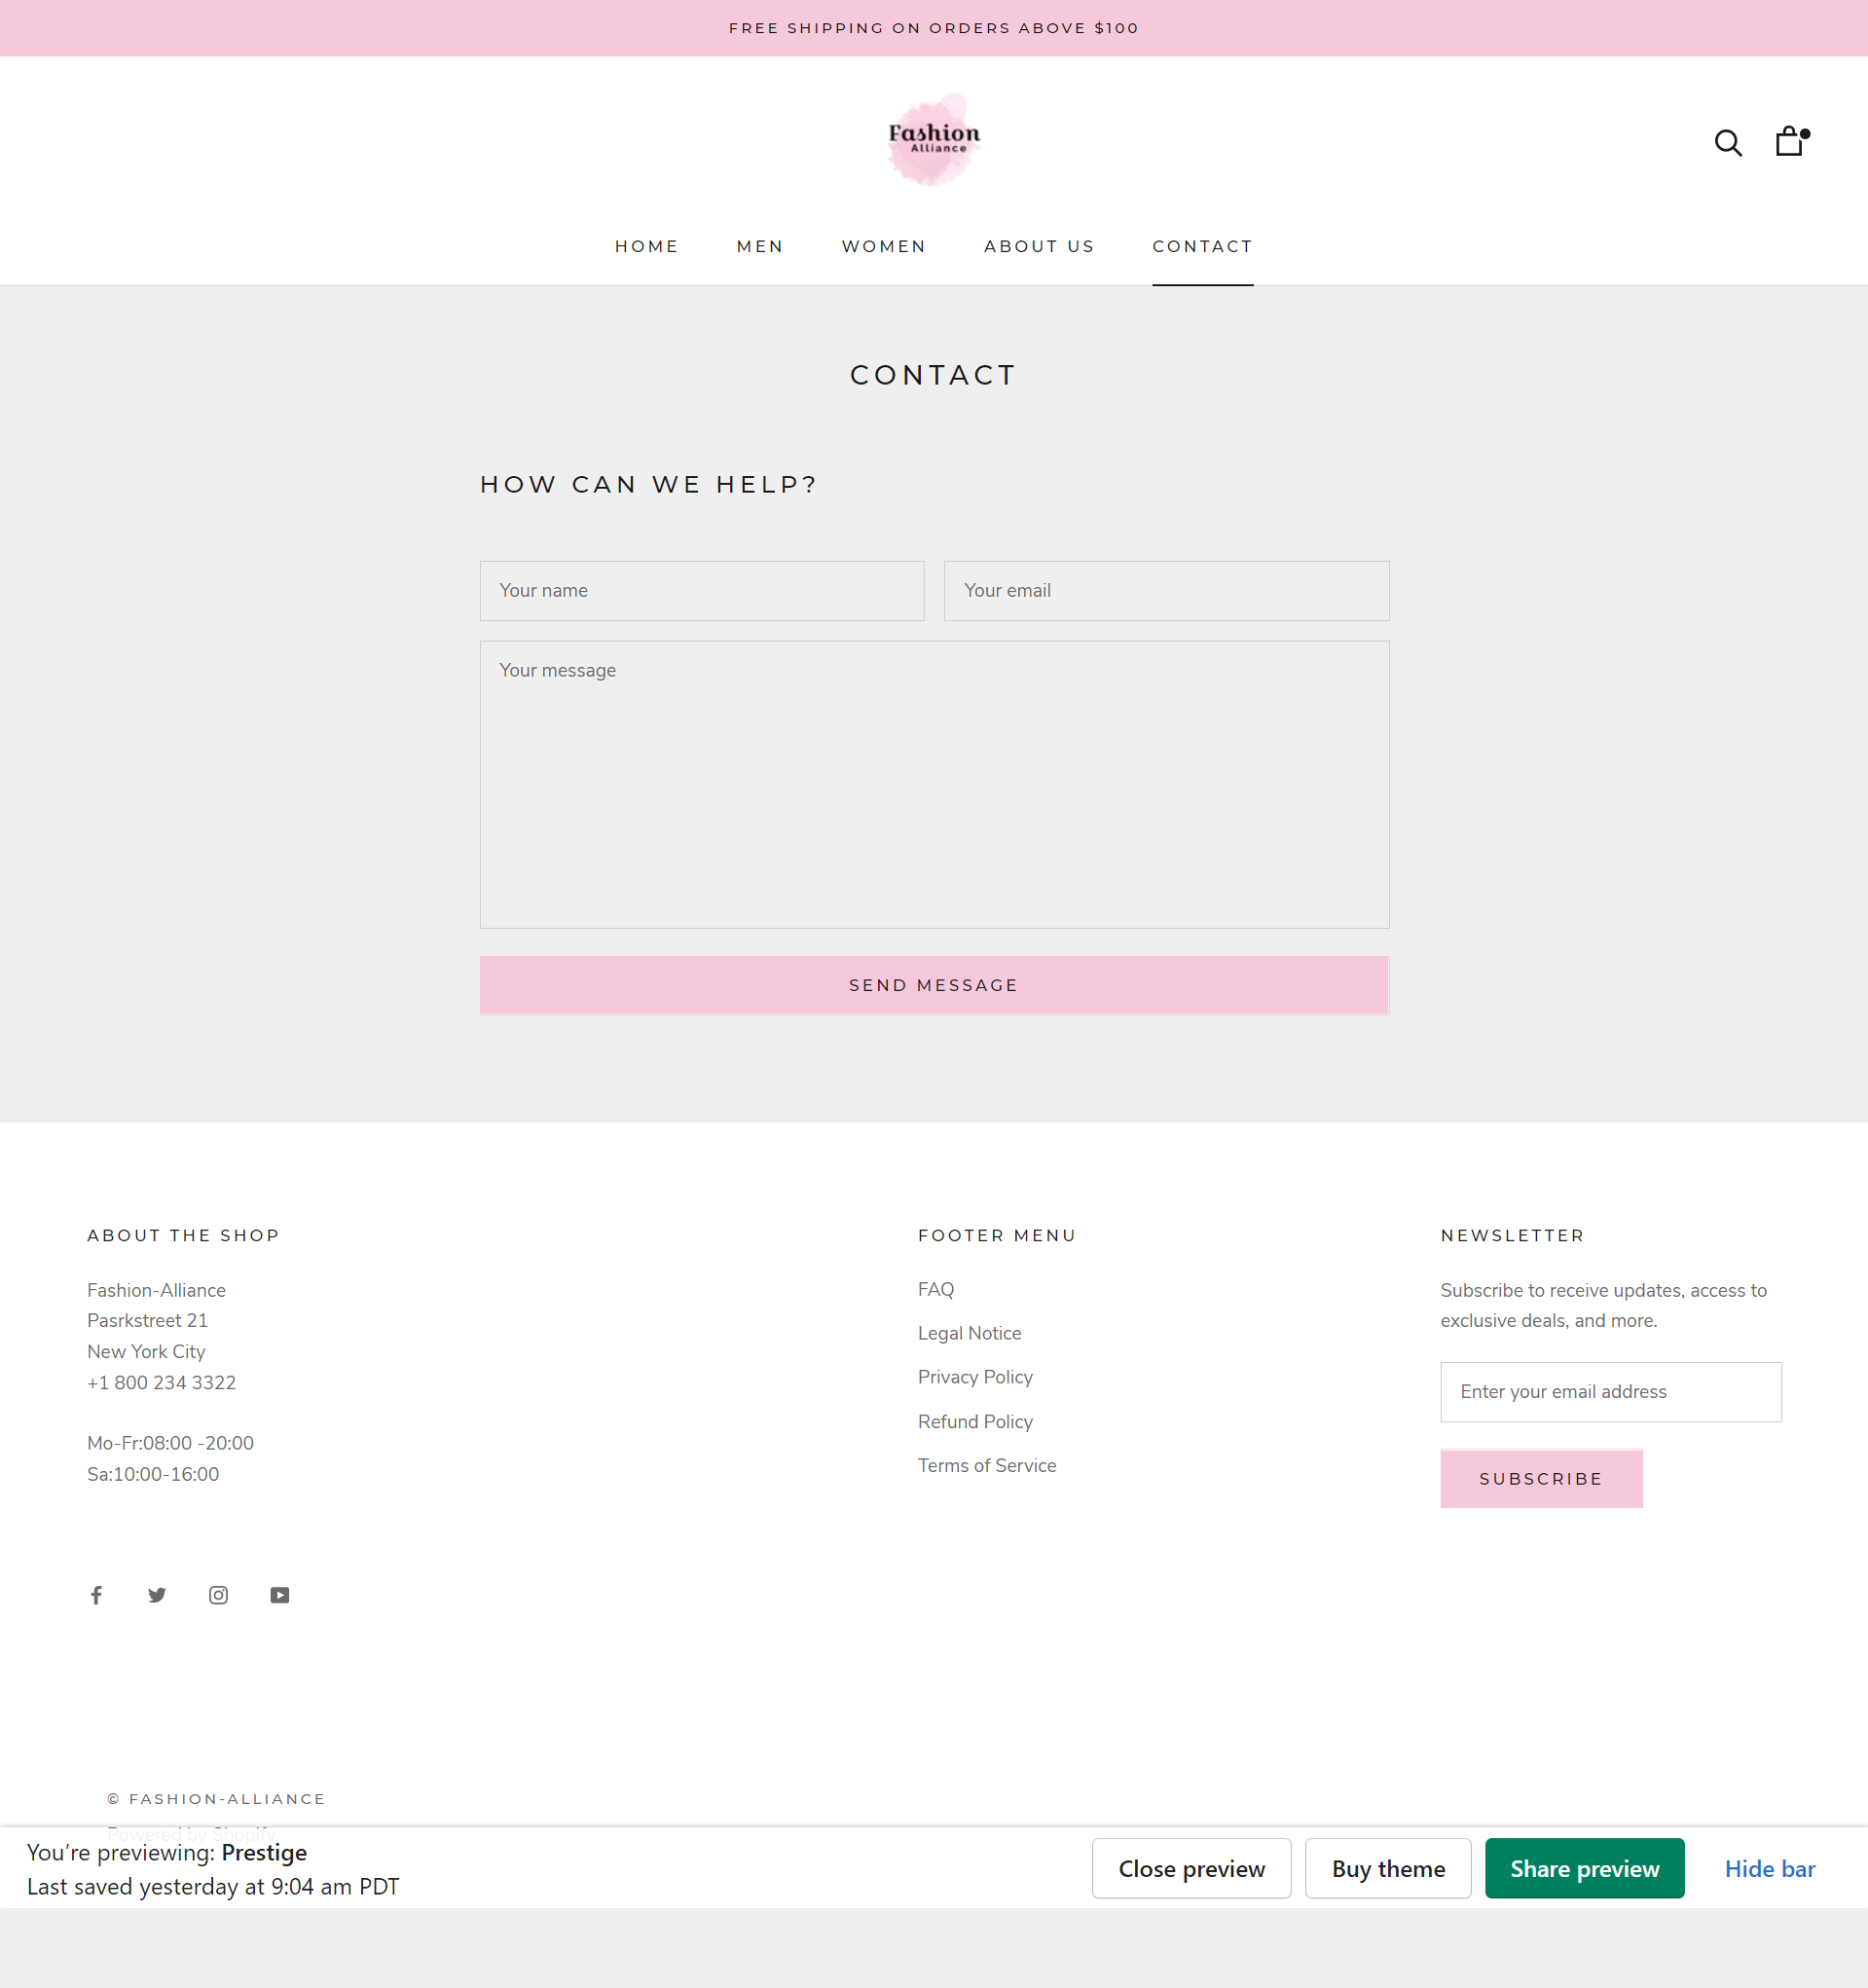 FREE SHIPPING ON ORDERS ABOVE $100
Fashion
Alliance
HOME MEN WOMEN ABOUT US CONTACT
CONTACT
HOW CAN WE HELP?
Your name
Your email
Your message
SEND MESSAGE
ABOUT THE SHOP
Fashion-Alliance
Pasrkstreet 21
New York City
+1 800 234 3322
Mo-Fr:08:00 -20:00
Sa:10:00-16:00
FOOTER MENU
FAQ
Legal Notice
Privacy Policy
Refund Policy
Terms of Service
NEWSLETTER
Subscribe to receive updates, access to
exclusive deals, and more.
Enter your email address
SUBSCRIBE
© FASHION-ALLIANCE
Powered by Shopify
You're previewing: Prestige
Last saved yesterday at 9:04 am PDT
Close preview
Buy theme
Share preview
Hide bar